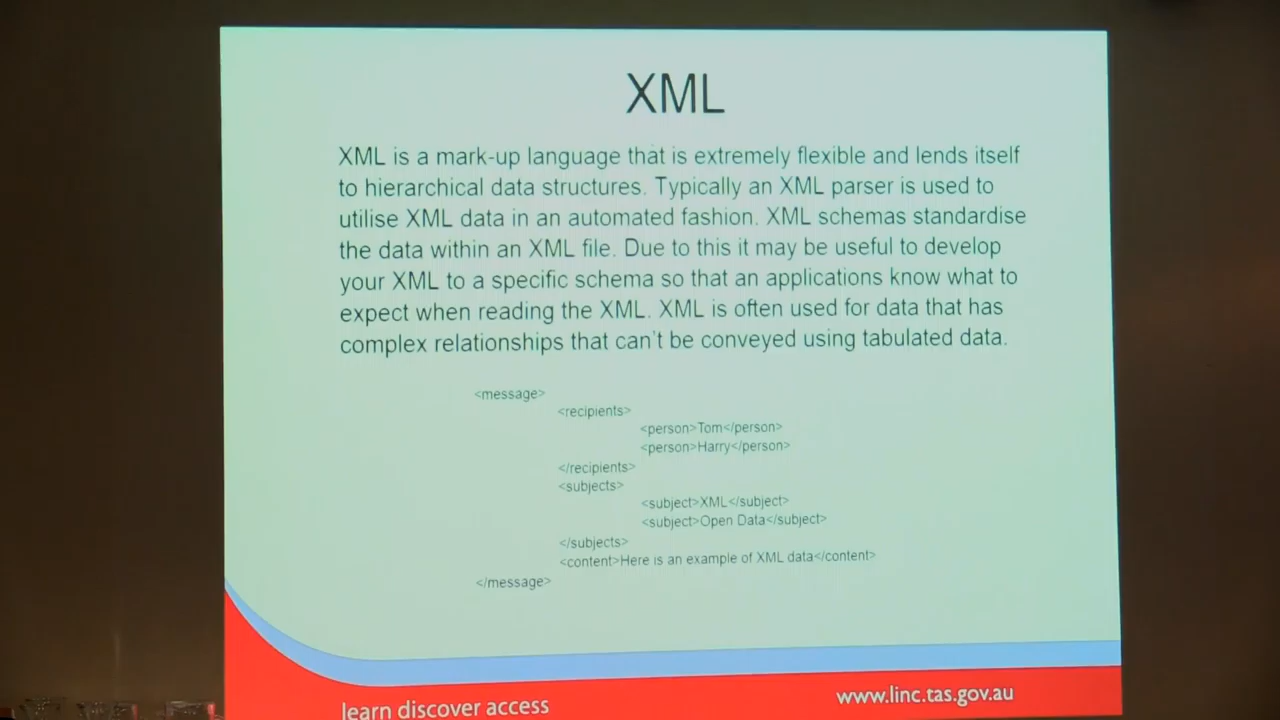 XML
XML is a mark-up language that is extremely flexible and lends itself
to hierarchical data structures. Typically an XML parser is used to
utilise XML data in an automated fashion. XML schemas standardise
the data within an XML file. Due to this it may be useful to develop
your XML to a specific schema so that an applications know what to
expect when reading the XML. XML is often used for data that has
complex relationships that can't be conveyed using tabulated data.
<message>
<recipients>
<person>Tom</person>
<person>Harry</person>
</recipients>
<subjects>
<subject>XML</subject>
<subject>Open Data</subject>
</subjects>
<content>Here is an example of XML data</content>
</message>
learn discover access
www.linc.tas.gov.au